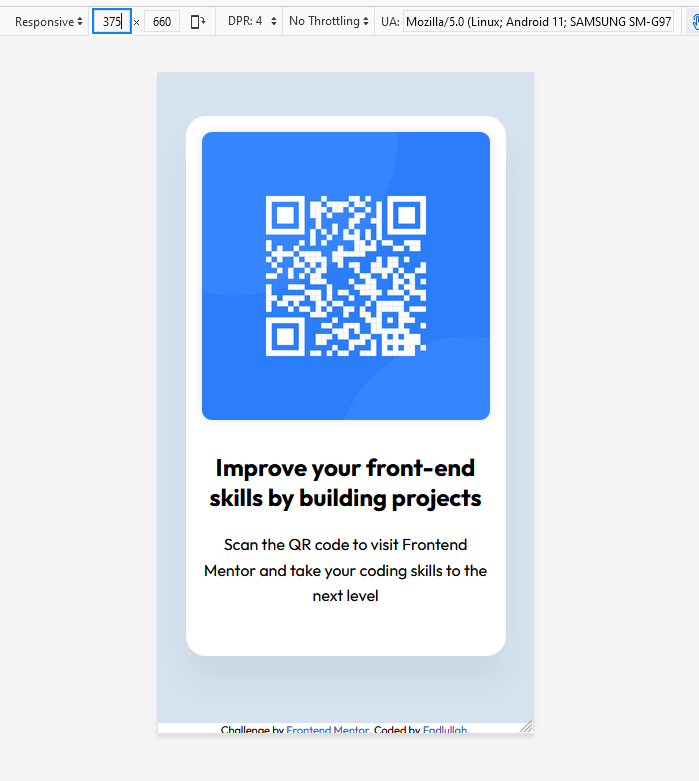 Responsive 375 × 660 DPR: 4 No Throttling UA: Mozilla/5.0 (Linux; Android 11; SAMSUNG SM-G97
Improve your front-end
skills by building projects
Scan the QR code to visit Frontend
Mentor and take your coding skills to the
next level
Challenge by Frontend Mentor. Coded by Fadlullah.